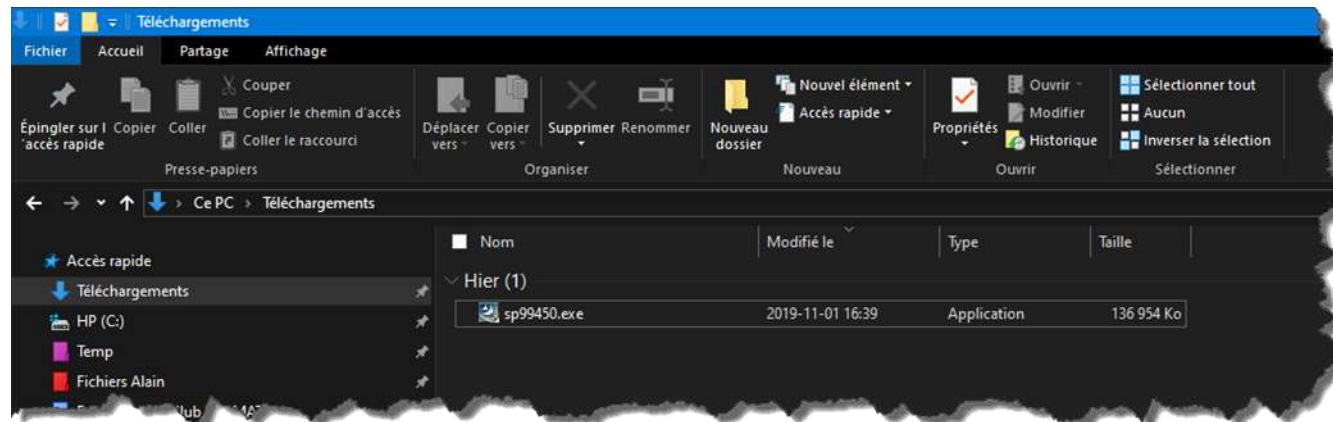 Téléchargements
Fichier Accueil Partage Affichage
Épingler sur l
'accès rapide
Copier
Coller
Couper
Copier le chemin d'accès
Coller le raccourci
Presse-papiers
Déplacer
vers
Copier
vers
Supprimer
Renommer
Organiser
Nouveau
dossier
Nouvel élément
Accès rapide
Nouveau
Propriétés
Ouvrir
Modifier
Historique
Ouvrir
Sélectionner tout
Aucun
Inverser la sélection
Sélectionner
Ce PC > Téléchargements
Nom Modifié le Type Taille
Accès rapide
Téléchargements
HP (C:)
Temp
Fichiers Alain
Hier (1)
sp99450.exe 2019-11-01 16:39 Application 136 954 Ko